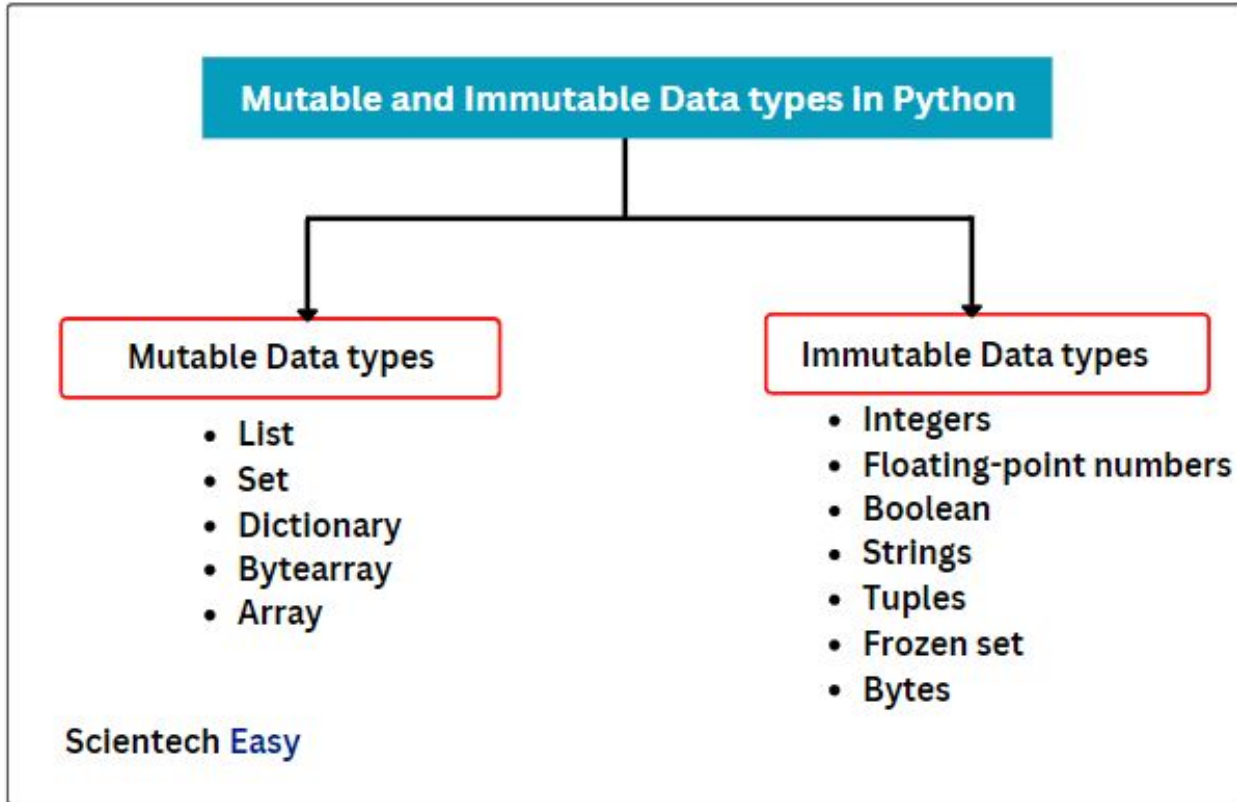 Mutable and Immutable Data types in Python
Mutable Data types
• List
• Set
• Dictionary
• Bytearray
• Array
Immutable Data types
• Integers
• Floating-point numbers
• Boolean
• Strings
• Tuples
• Frozen set
• Bytes
Scientech Easy